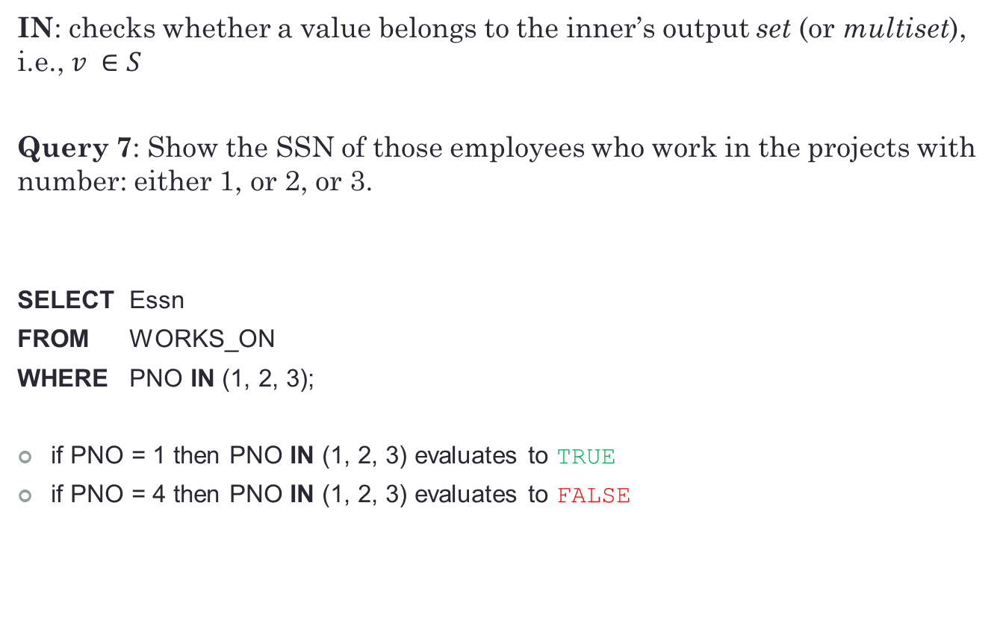 IN: checks whether a value belongs to the inner’s output set (or multiset),
i.e., v ∈ S
Query 7: Show the SSN of those employees who work in the projects with
number: either 1, or 2, or 3.
SELECT Essn
FROM WORKS_ON
WHERE PNO IN (1, 2, 3);
if PNO = 1 then PNO IN (1, 2, 3) evaluates to TRUE
if PNO = 4 then PNO IN (1, 2, 3) evaluates to FALSE